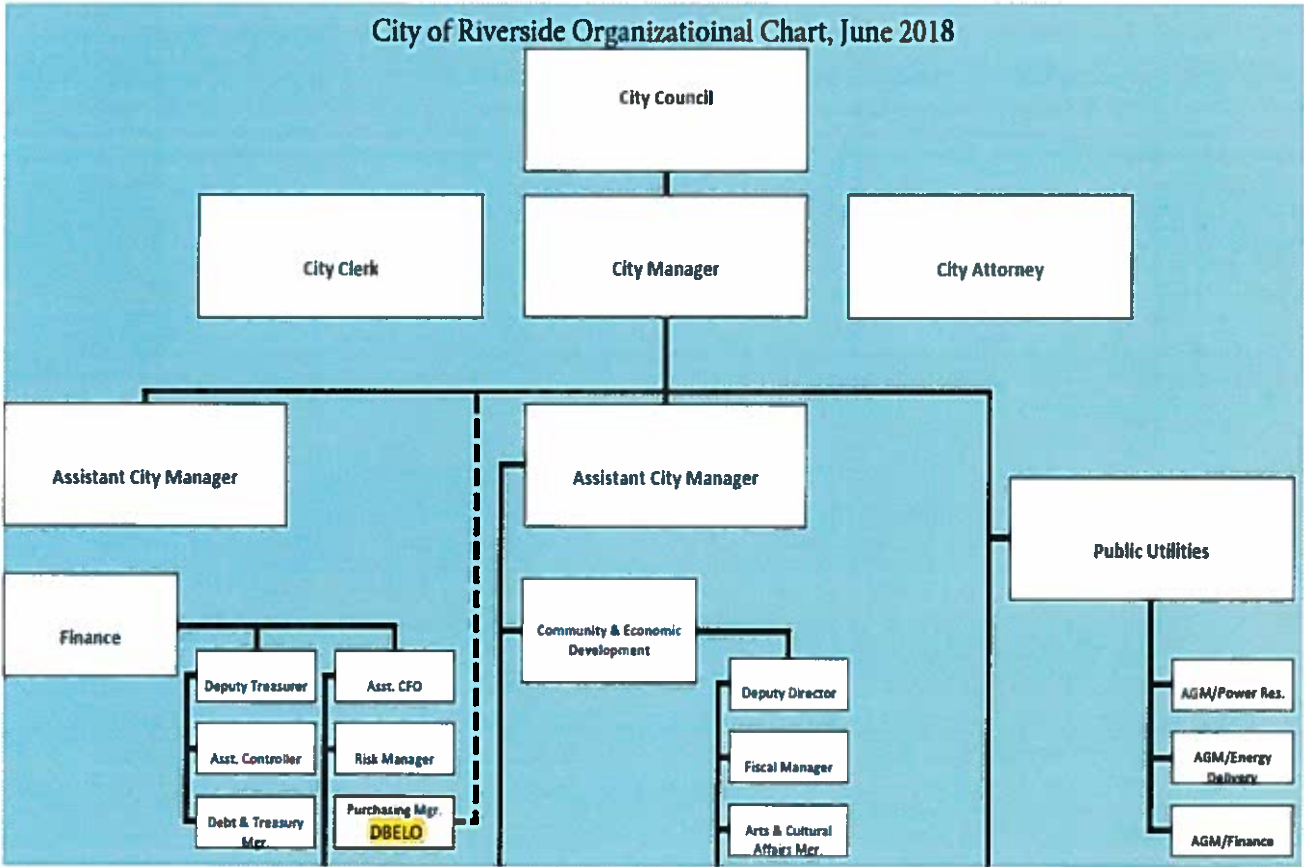 City of Riverside Organizatioinal Chart, June 2018
City Council
City Clerk
City Manager
City Attorney
Assistant City Manager
Assistant City Manager
Public Utilities
Finance
Deputy Treasurer
Asst. CFO
Asst. Controller
Risk Manager
Debt & Treasury
Mgr.
Purchasing Mgr.
DBELO
Community & Economic
Development
Deputy Director
Fiscal Manager
Arts & Cultural
Affairs Mgr.
AGM/Power Res.
AGM/Energy
Delivery
AGM/Finance